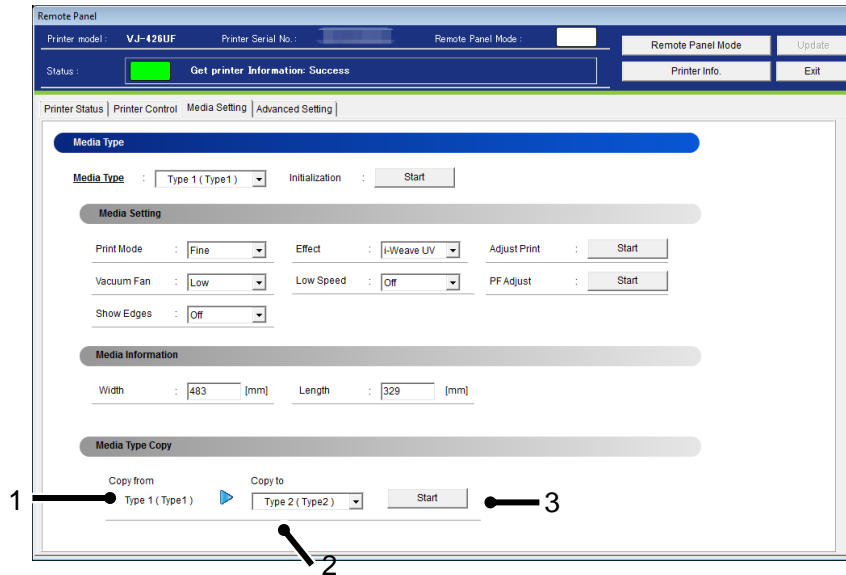 Remote Panel
Printer model : VJ-426UF Printer Serial No. : Remote Panel Mode : Remote Panel Mode Update
Status : Get printer Information: Success Printer Info. Exit
Printer Status Printer Control Media Setting Advanced Setting
Media Type
Media Type : Type 1 ( Type1 ) Initialization : Start
Media Setting
Print Mode : Fine Effect : i-Weave UV Adjust Print : Start
Vacuum Fan : Low Low Speed : Off PF Adjust : Start
Show Edges : Off
Media Information
Width : 483 [mm] Length : 329 [mm]
Media Type Copy
Copy from Copy to
1 Type 1 ( Type1 ) Type 2 ( Type2 ) Start 3
2